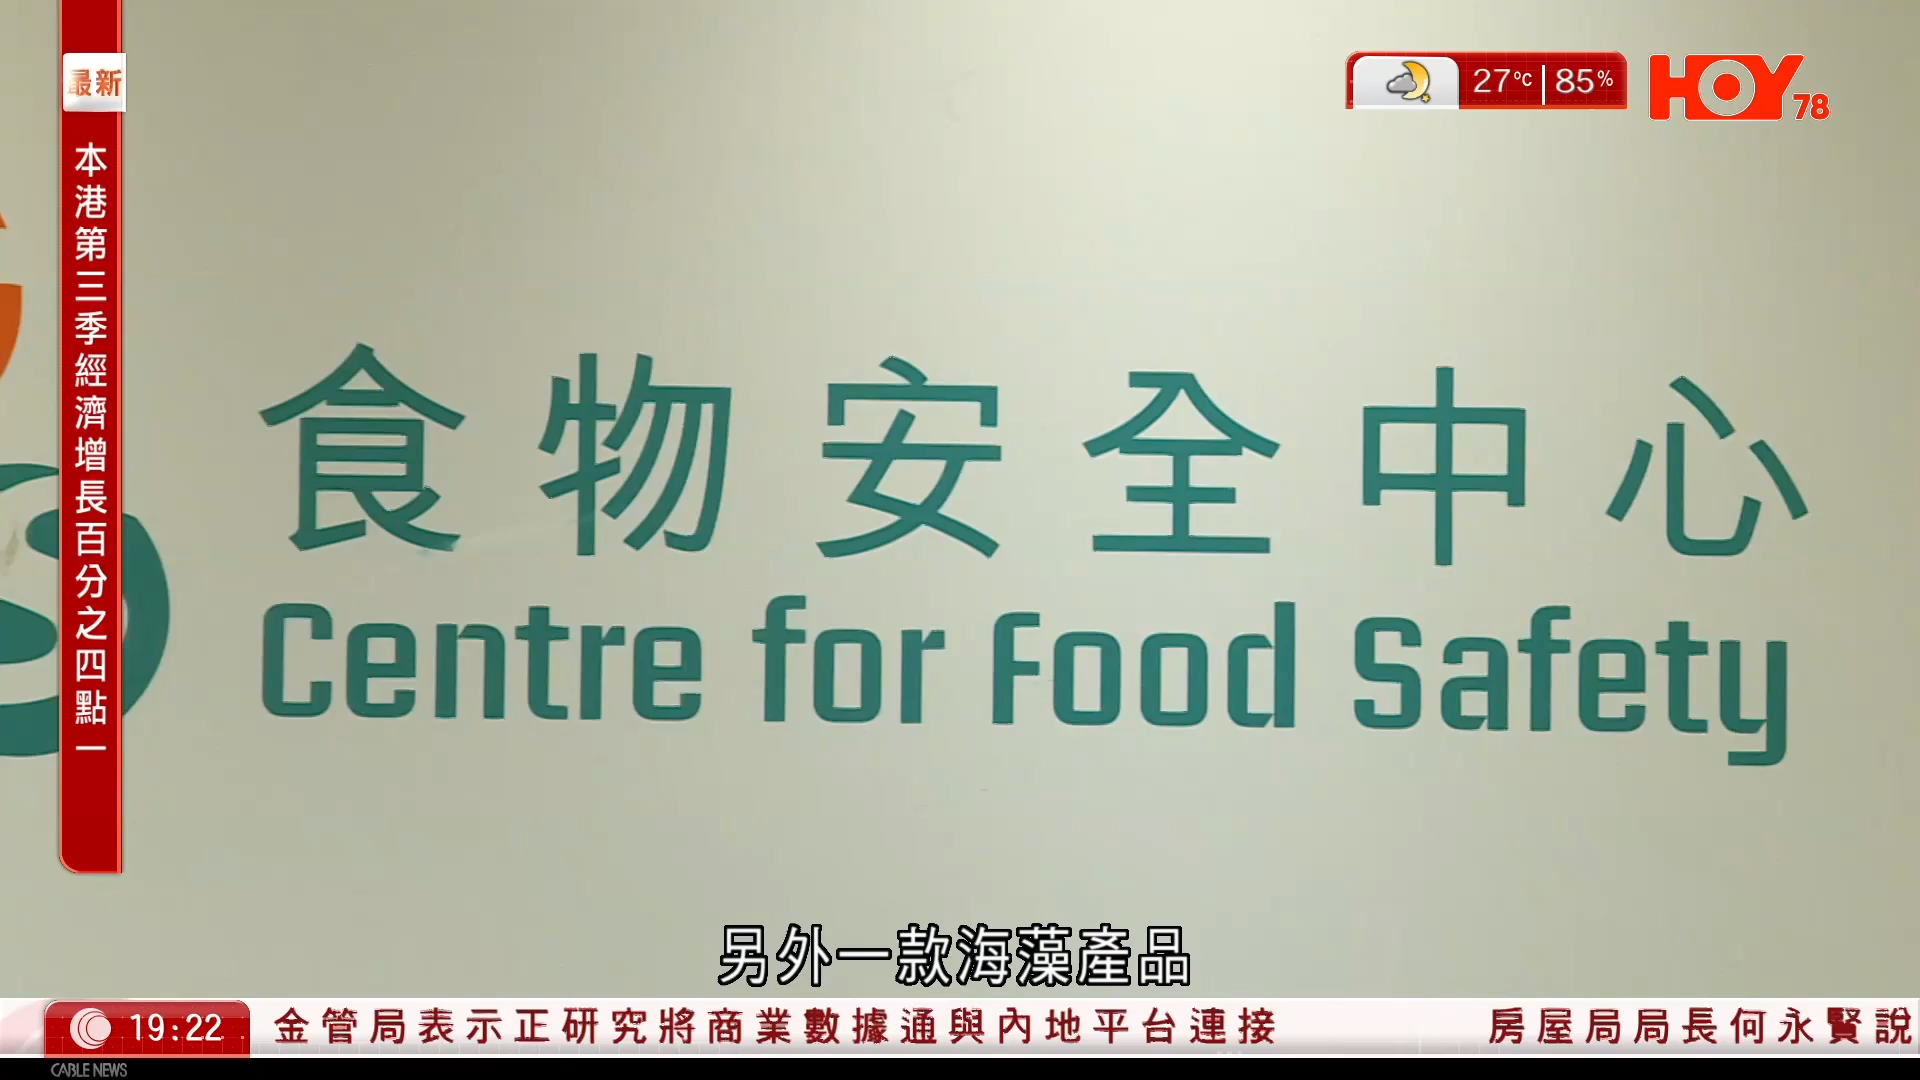 最新
27°C | 85%
HOY 78
本港第三季經濟增長百分之四點一
食物安全中心
Centre for Food Safety
另外一款海藻產品
19:22
金管局表示正研究將商業數據通與內地平台連接
房屋局局長何永賢說
CABLE NEWS